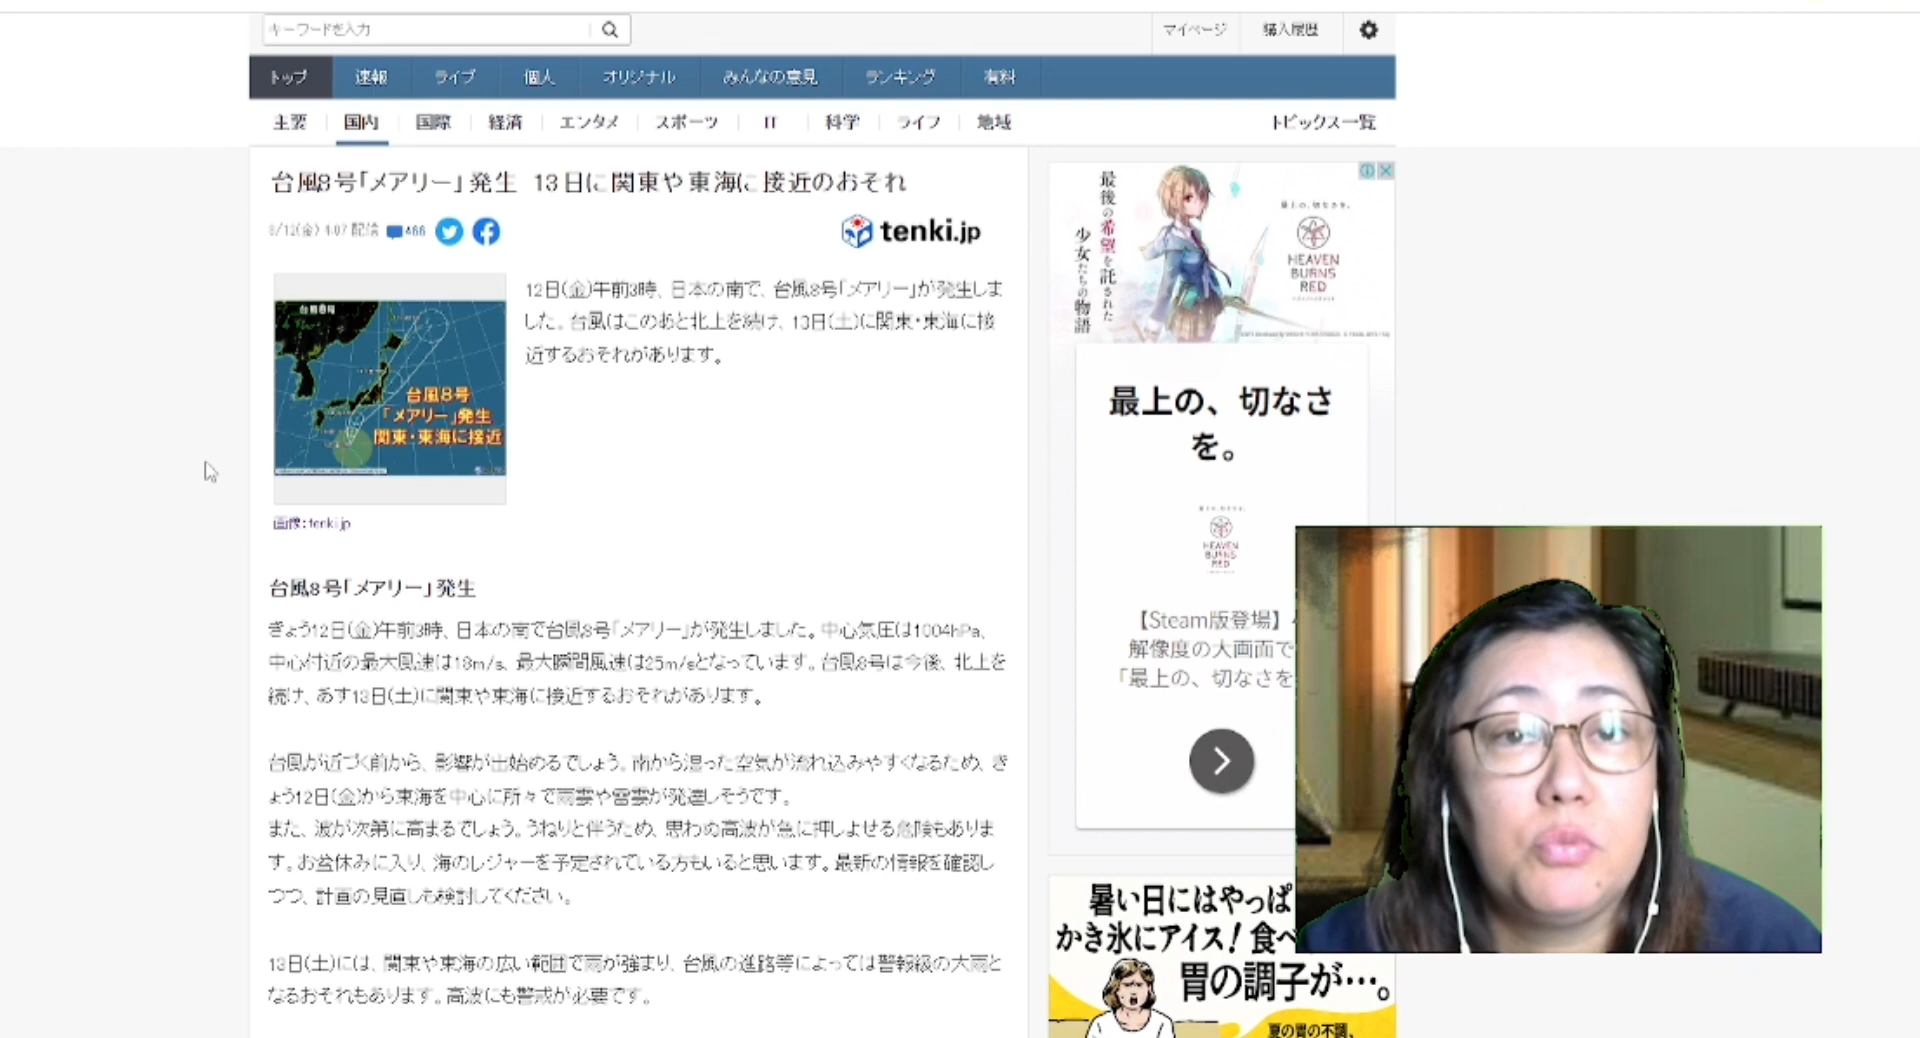 キーワードを入力
マイページ
購入履歴
トップ 速報 ライブ 個人 オリジナル みんなの意見 ランキング 有料
主要 国内 国際 経済 エンタメ スポーツ IT 科学 ライフ 地域
トピックス一覧
台風8号「メアリー」発生 13日に関東や東海に接近のおそれ
8/12(金) 4:07 配信 466
tenki.jp
台風8号
台風8号
「メアリー」発生
関東・東海に接近
画像:tenki.jp
12日(金)午前3時、日本の南で、台風8号「メアリー」が発生しま
した。台風はこのあと北上を続け、13日(土)に関東・東海に接
近するおそれがあります。
台風8号「メアリー」発生
きょう12日(金)午前3時、日本の南で台風8号「メアリー」が発生しました。中心気圧は1004hPa、
中心付近の最大風速は18m/s、最大瞬間風速は25m/sとなっています。台風8号は今後、北上を
続け、あす13日(土)に関東や東海に接近するおそれがあります。
台風が近づく前から、影響が出始めるでしょう。南から湿った空気が流れ込みやすくなるため、き
ょう12日(金)から東海を中心に所々で雨雲や雷雲が発達しそうです。
また、波が次第に高まるでしょう。うねりと伴うため、思わぬ高波が急に押しよせる危険もありま
す。お盆休みに入り、海のレジャーを予定されている方もいると思います。最新の情報を確認し
つつ、計画の見直しも検討してください。
13日(土)には、関東や東海の広い範囲で雨が強まり、台風の進路等によっては警報級の大雨と
なるおそれもあります。高波にも警戒が必要です。
最後の希望を託された
少女たちの物語
最上の、切なさを。
HEAVEN
BURNS
RED
最上の、切なさ
を。
HEAVEN
BURNS
RED
【Steam版登場】
解像度の大画面で
「最上の、切なさを
暑い日にはやっぱ
かき氷にアイス!食べ
胃の調子が…。
夏の胃の不調、